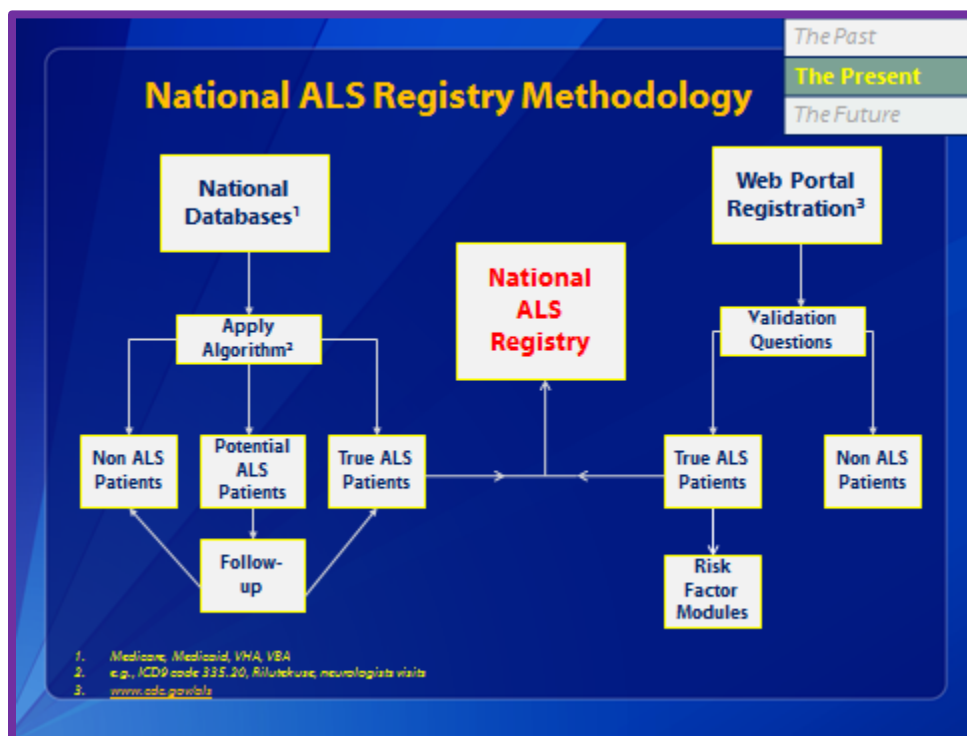 The Past
The Present
The Future
National ALS Registry Methodology
National
Databases¹
Web Portal
Registration³
National
ALS
Registry
Apply
Algorithm²
Validation
Questions
Non ALS
Patients
Potential
ALS
Patients
True ALS
Patients
True ALS
Patients
Non ALS
Patients
Follow-
up
Risk
Factor
Modules
1. Medicare, Medicaid, VHA, VBA
2. e.g., ICD9 code 335.20, Rilutek use, neurologists visits
3. www.cdc.gov/als